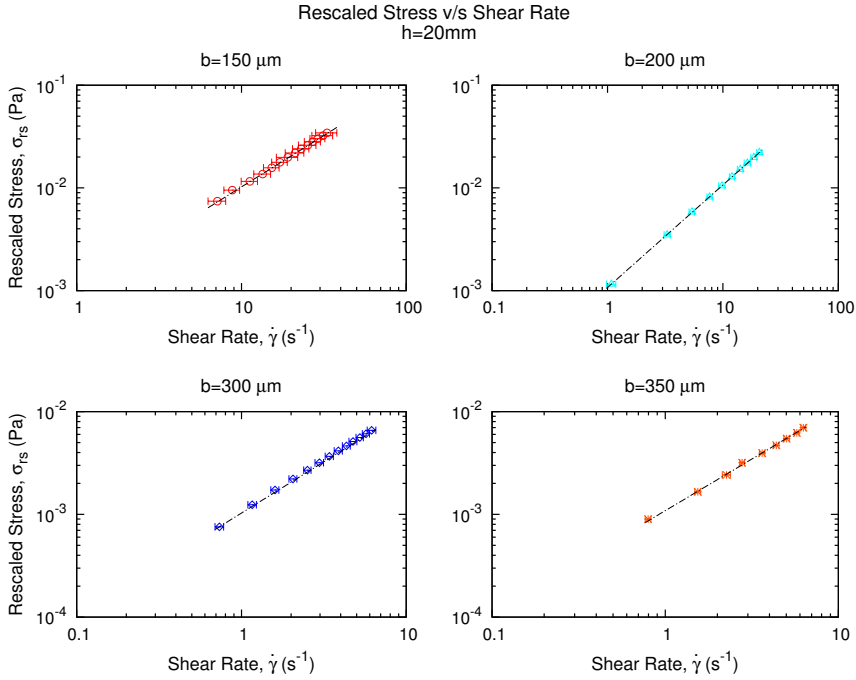 Rescaled Stress v/s Shear Rate
h=20mm
b=150 μm
Rescaled Stress, σrs (Pa)
10^-1
10^-2
10^-3
1 10 100
Shear Rate, γ̇ (s^-1)
b=200 μm
10^-1
10^-2
10^-3
0.1 1 10 100
Shear Rate, γ̇ (s^-1)
b=300 μm
Rescaled Stress, σrs (Pa)
10^-2
10^-3
10^-4
0.1 1 10
Shear Rate, γ̇ (s^-1)
b=350 μm
10^-2
10^-3
10^-4
0.1 1 10
Shear Rate, γ̇ (s^-1)